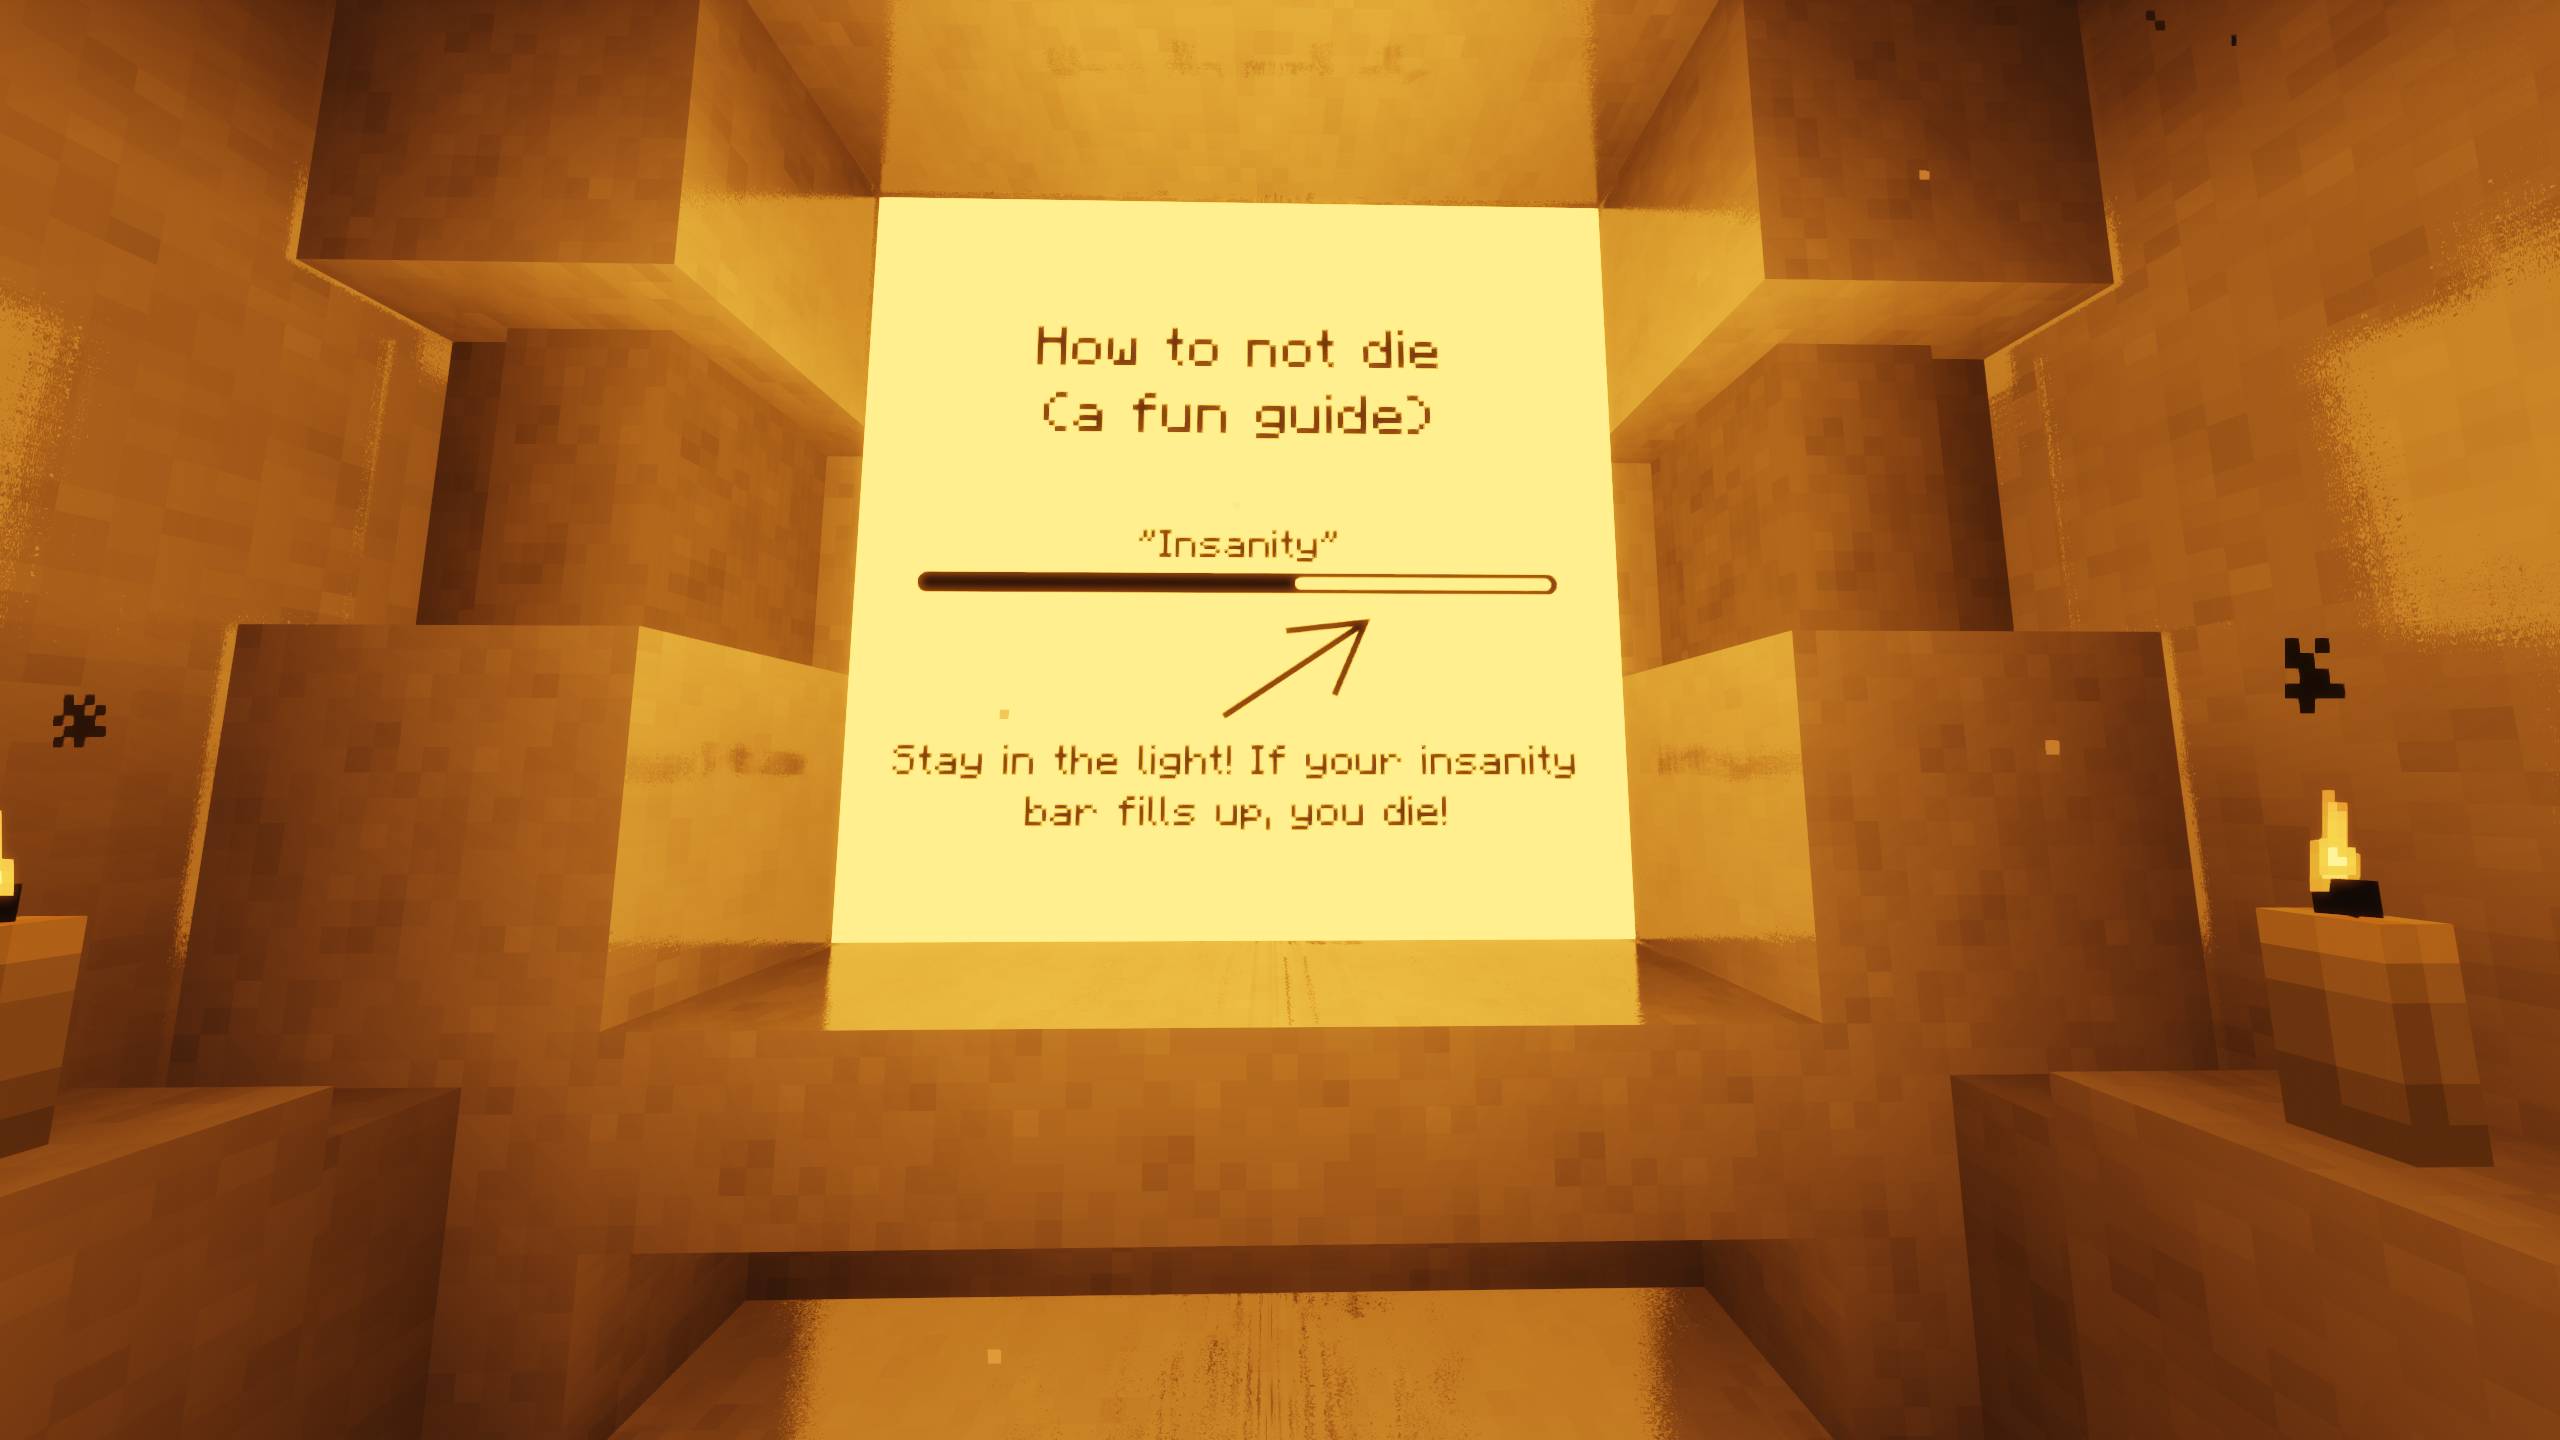 How to not die
(a fun guide)
"Insanity"
Stay in the light! If your insanity
bar fills up, you die!